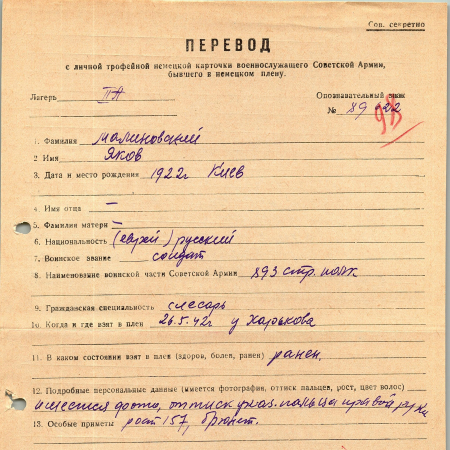 Сов. секретно
ПЕРЕВОД
с личной трофейной немецкой карточки военнослужащего Советской Армии,
бывшего в немецком плену.
Лагерь II А
Опознавательный знак
№ 89
1. Фамилия Малиновский
2 Имя Яков
3. Дата и место рождения 1922г Киев
4. Имя отца —
5. Фамилия матери —
6. Национальность (еврей) русский
7. Воинское звание солдат
8. Наименование воинской части Советской Армии 893 стр. полк
9. Гражданская специальность слесарь
10. Когда и где взят в плен 26.5.42г у Харькова
11. В каком состоянии взят в плен (здоров, болен, ранен) ранен.
12. Подробные персональные данные (имеется фотография, оттиск пальцев, рост, цвет волос)
имеется фото, оттиск указ. пальца правой руки
13. Особые приметы рост 157, брюнет.